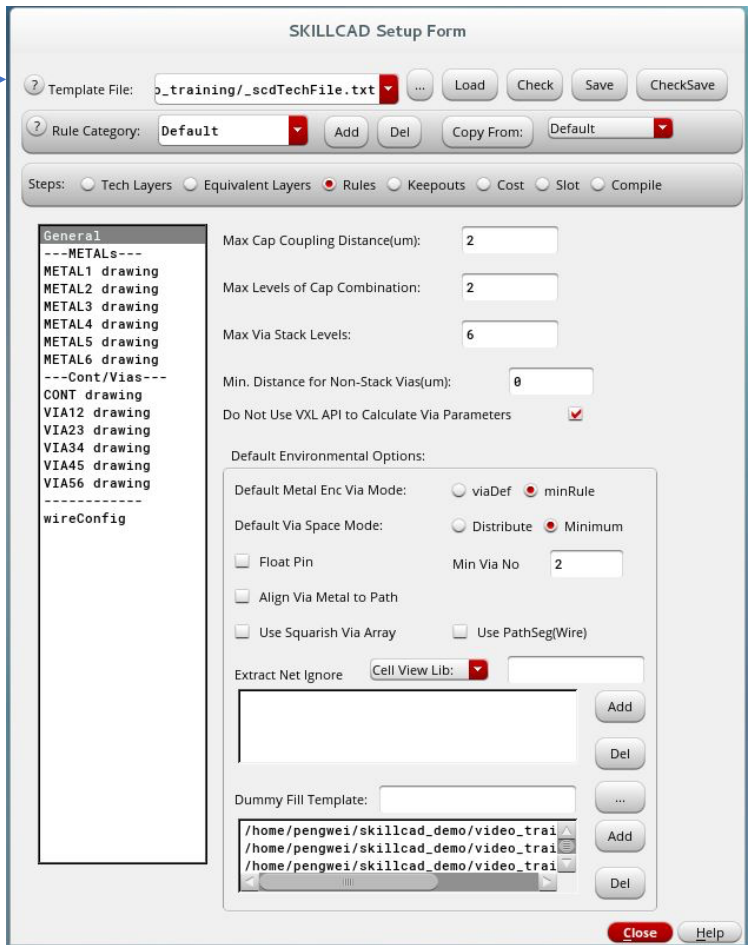 SKILLCAD Setup Form
? Template File: o_training/_scdTechFile.txt ... Load Check Save CheckSave
? Rule Category: Default Add Del Copy From: Default
Steps: Tech Layers Equivalent Layers Rules Keepouts Cost Slot Compile
General
---METALs---
METAL1 drawing
METAL2 drawing
METAL3 drawing
METAL4 drawing
METAL5 drawing
METAL6 drawing
---Cont/Vias---
CONT drawing
VIA12 drawing
VIA23 drawing
VIA34 drawing
VIA45 drawing
VIA56 drawing
------------
wireConfig
Max Cap Coupling Distance(um): 2
Max Levels of Cap Combination: 2
Max Via Stack Levels: 6
Min. Distance for Non-Stack Vias(um): 0
Do Not Use VXL API to Calculate Via Parameters
Default Environmental Options:
Default Metal Enc Via Mode: viaDef minRule
Default Via Space Mode: Distribute Minimum
Float Pin Min Via No 2
Align Via Metal to Path
Use Squarish Via Array Use PathSeg(Wire)
Extract Net Ignore Cell View Lib:
Add
Del
Dummy Fill Template: ...
/home/pengwei/skillcad_demo/video_trai
/home/pengwei/skillcad_demo/video_trai
/home/pengwei/skillcad_demo/video_trai
Add
Del
Close Help